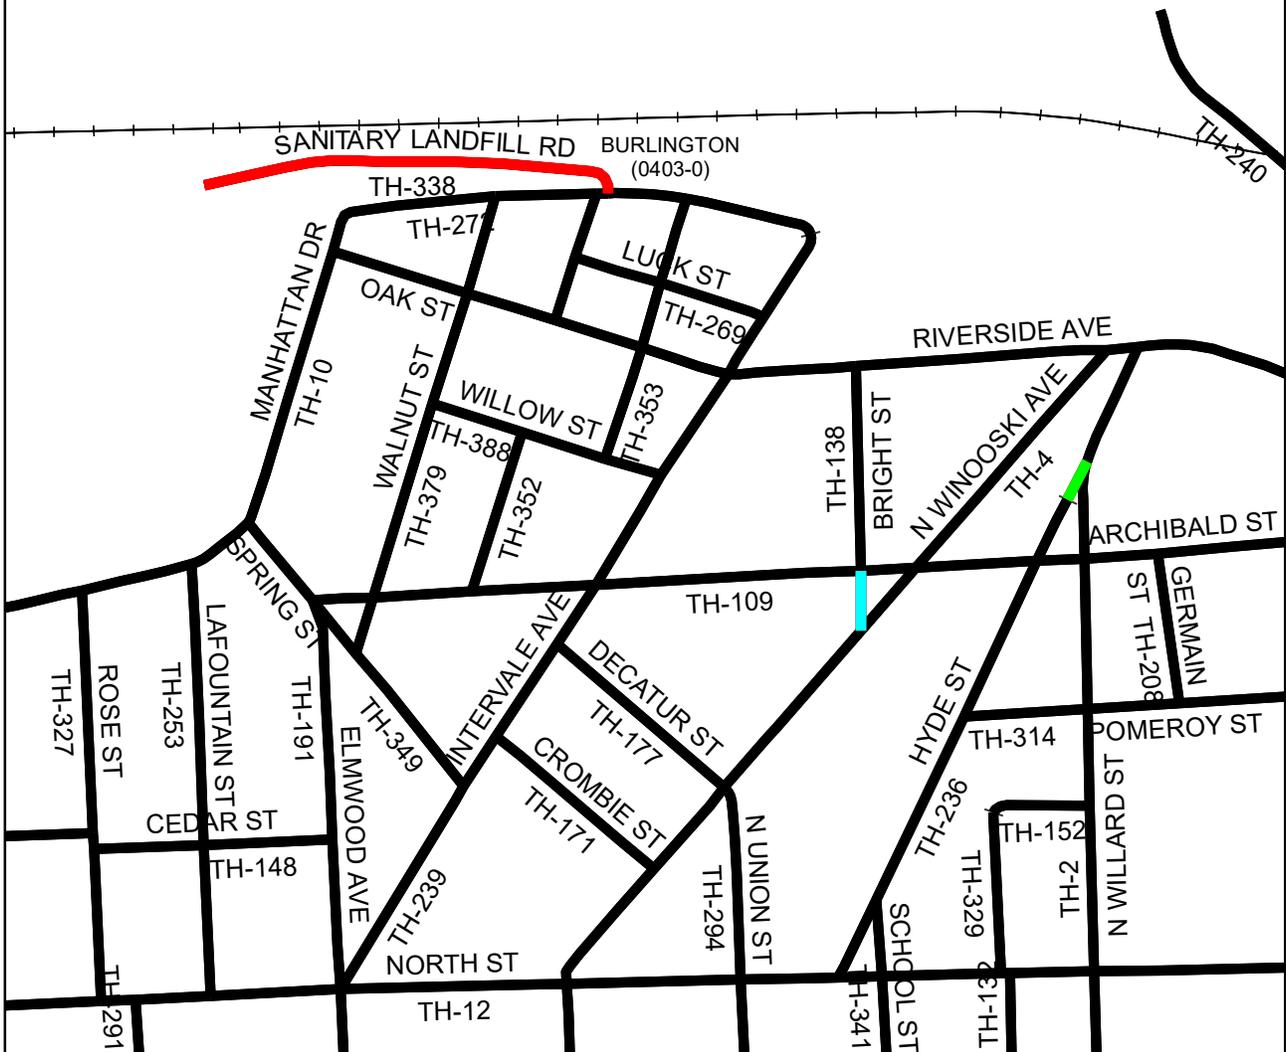 SANITARY LANDFILL RD
BURLINGTON
(0403-0)
TH-240
TH-338
TH-272
MANHATTAN DR
LUCK ST
OAK ST
TH-269
RIVERSIDE AVE
TH-10
WALNUT ST
WILLOW ST
TH-353
TH-388
TH-138
BRIGHT ST
N WINOOSKI AVE
TH-4
TH-379
TH-352
ARCHIBALD ST
SPRING ST
TH-109
GERMAIN
ST TH-208
LAFOUNTAIN ST
INTERVALE AVE
DECATUR ST
TH-327
ROSE ST
TH-253
TH-191
TH-349
TH-177
HYDE ST
TH-314
POMEROY ST
ELMWOOD AVE
CROMBIE ST
TH-171
TH-236
CEDAR ST
TH-148
N UNION ST
TH-152
N WILLARD ST
TH-239
TH-294
TH-329
TH-2
NORTH ST
SCHOOL ST
TH-12
TH-291
TH-341
TH-132